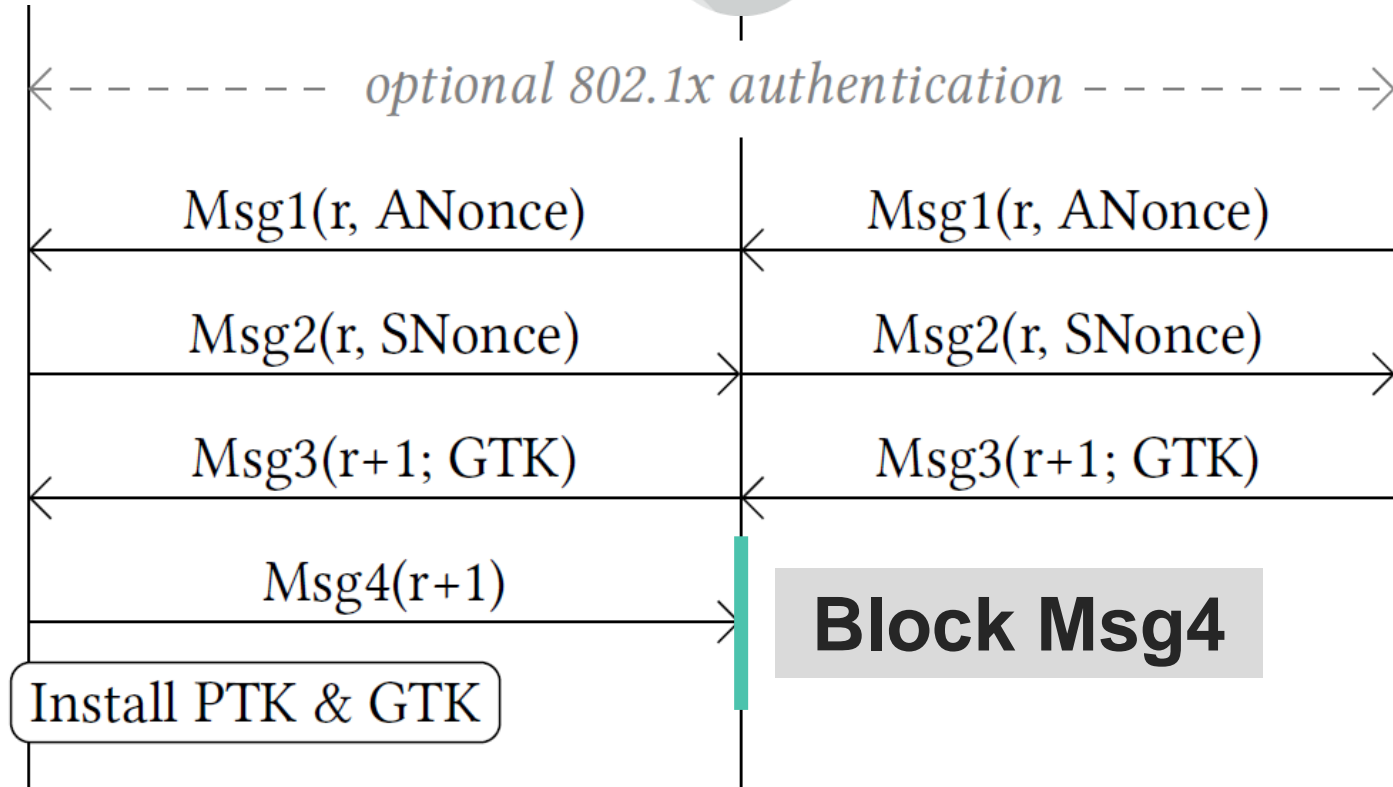 optional 802.1x authentication
Msg1(r, ANonce)
Msg1(r, ANonce)
Msg2(r, SNonce)
Msg2(r, SNonce)
Msg3(r+1; GTK)
Msg3(r+1; GTK)
Msg4(r+1)
Block Msg4
Install PTK & GTK